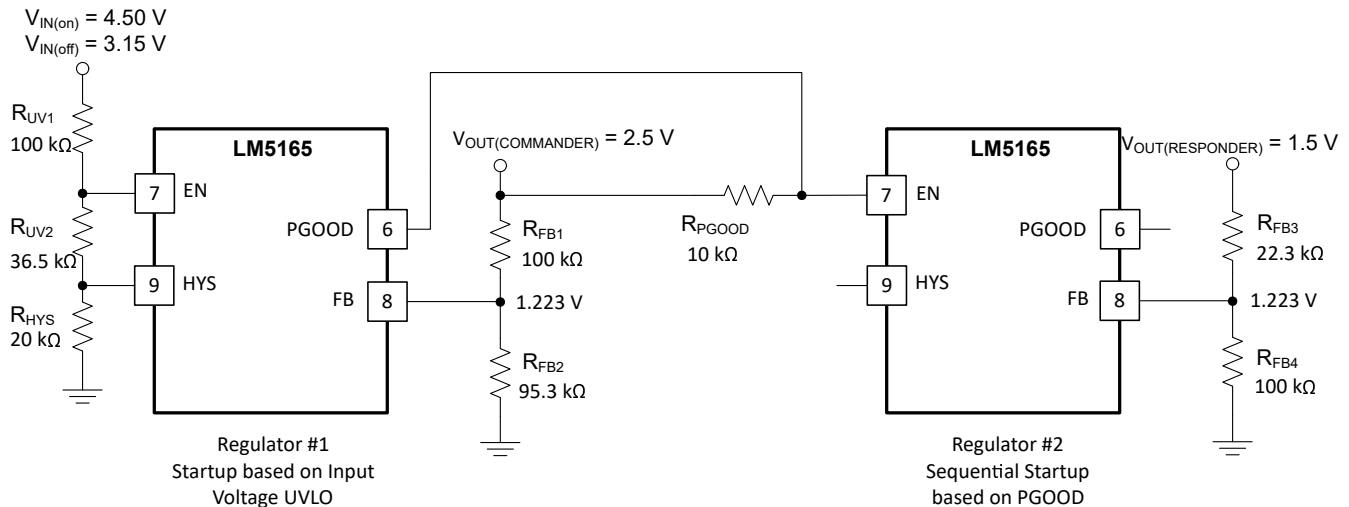 V_IN(on) = 4.50 V
V_IN(off) = 3.15 V
R_UV1
100 kΩ
R_UV2
36.5 kΩ
R_HYS
20 kΩ
LM5165
7
EN
9
HYS
PGOOD
6
FB
8
Regulator #1
Startup based on Input
Voltage UVLO
V_OUT(COMMANDER) = 2.5 V
R_FB1
100 kΩ
1.223 V
R_FB2
95.3 kΩ
R_PGOOD
10 kΩ
LM5165
7
EN
9
HYS
PGOOD
6
FB
8
Regulator #2
Sequential Startup
based on PGOOD
V_OUT(RESPONDER) = 1.5 V
R_FB3
22.3 kΩ
1.223 V
R_FB4
100 kΩ